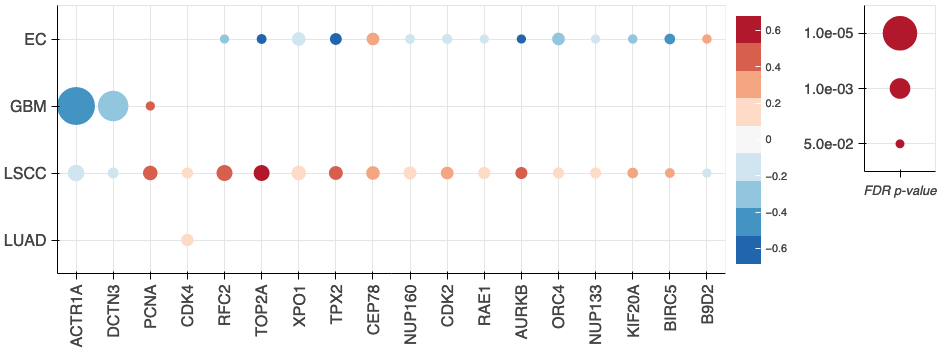 EC
GBM
LSCC
LUAD
ACTR1A
DCTN3
PCNA
CDK4
RFC2
TOP2A
XPO1
TPX2
CEP78
NUP160
CDK2
RAE1
AURKB
ORC4
NUP133
KIF20A
BIRC5
B9D2
0.6
0.4
0.2
0
−0.2
−0.4
−0.6
1.0e-05
1.0e-03
5.0e-02
FDR p-value